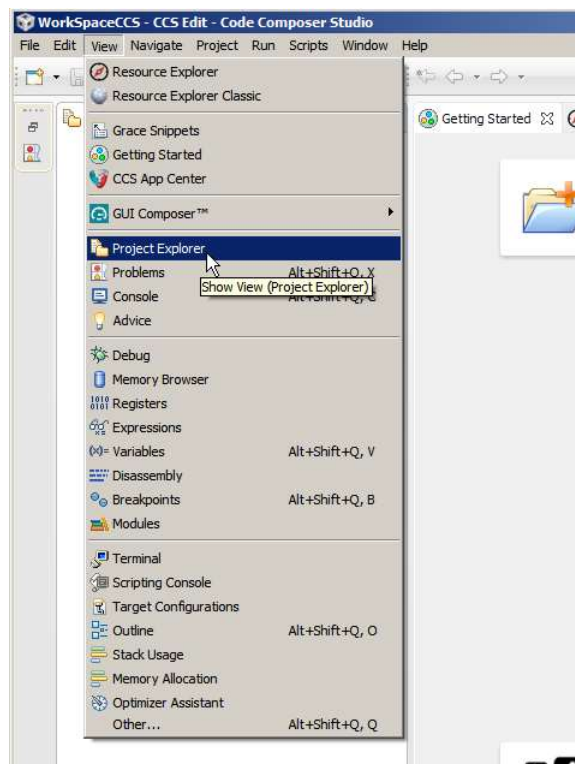 WorkSpaceCCS - CCS Edit - Code Composer Studio
File Edit View Navigate Project Run Scripts Window Help
Resource Explorer
Resource Explorer Classic
Getting Started
Grace Snippets
Getting Started
CCS App Center
GUI Composer™
Project Explorer
Problems Alt+Shift+Q, X
Show View (Project Explorer)
Console Alt+Shift+Q, C
Advice
Debug
Memory Browser
Registers
Expressions
(x)= Variables Alt+Shift+Q, V
Disassembly
Breakpoints Alt+Shift+Q, B
Modules
Terminal
Scripting Console
Target Configurations
Outline Alt+Shift+Q, O
Stack Usage
Memory Allocation
Optimizer Assistant
Other... Alt+Shift+Q, Q